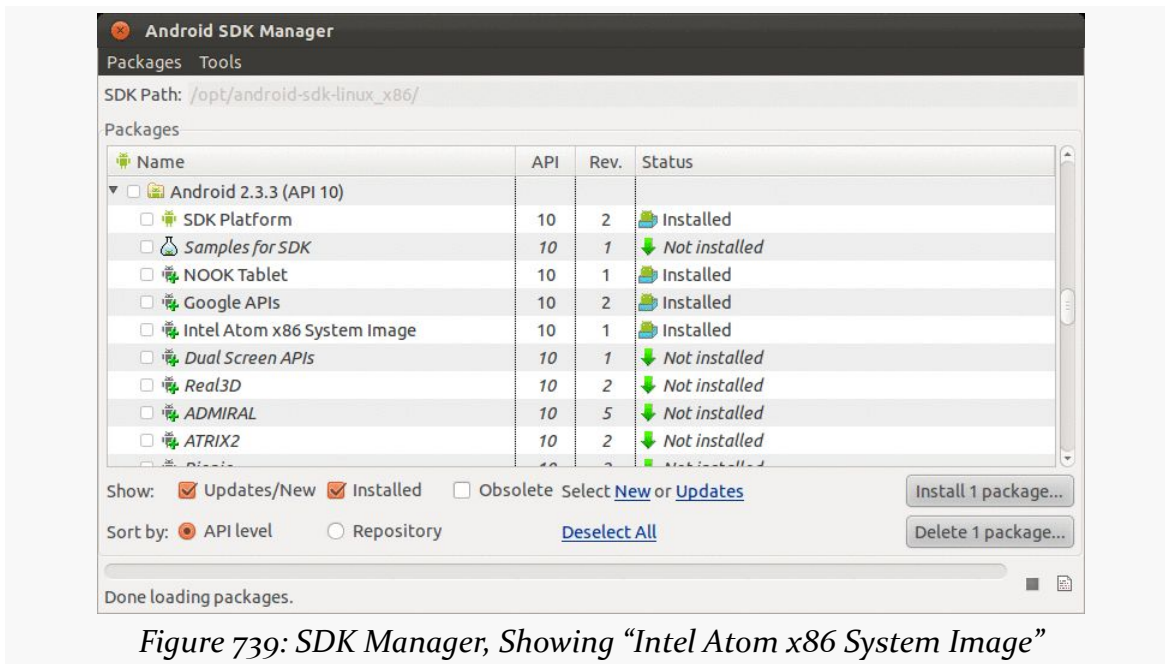 Android SDK Manager
Packages Tools
SDK Path: /opt/android-sdk-linux_x86/
Packages
Name API Rev. Status
Android 2.3.3 (API 10)
SDK Platform 10 2 Installed
Samples for SDK 10 1 Not installed
NOOK Tablet 10 1 Installed
Google APIs 10 2 Installed
Intel Atom x86 System Image 10 1 Installed
Dual Screen APIs 10 1 Not installed
Real3D 10 2 Not installed
ADMIRAL 10 5 Not installed
ATRIX2 10 2 Not installed
Show: Updates/New Installed Obsolete Select New or Updates Install 1 package...
Sort by: API level Repository Deselect All Delete 1 package...
Done loading packages.
Figure 739: SDK Manager, Showing “Intel Atom x86 System Image”